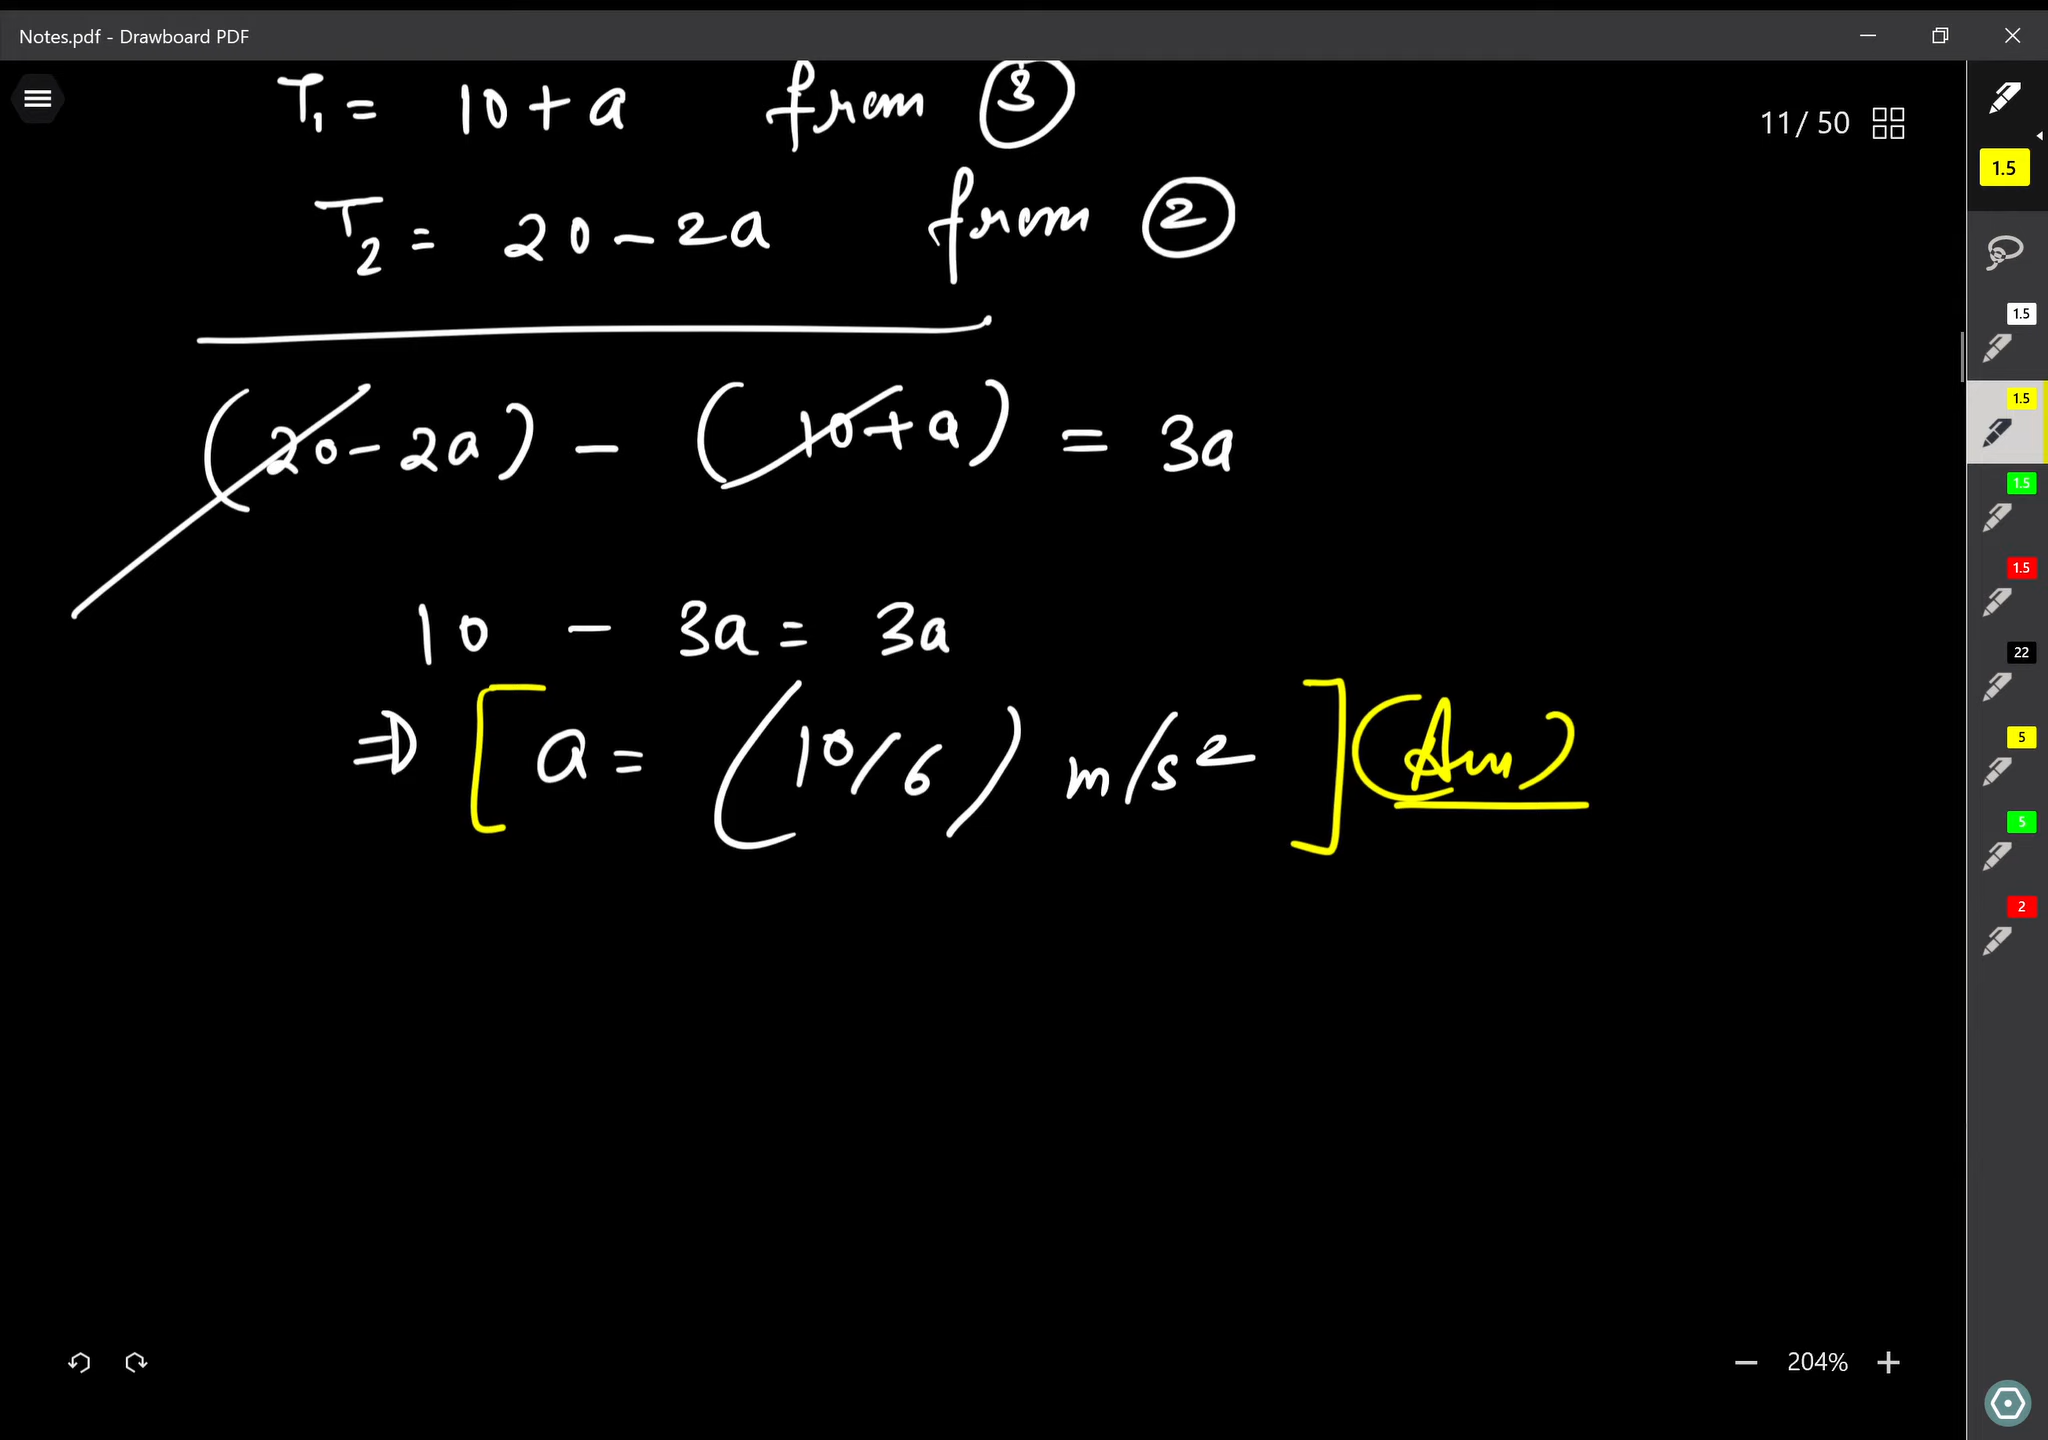 Notes.pdf - Drawboard PDF
T₁ = 10 + a from ③
11/ 50
1.5
T₂ = 20 - 2a from ②
1.5
(20 - 2a) - (10 + a) = 3a
1.5
1.5
1.5
10 - 3a = 3a
22
⇒ [ a = (10/6) m/s² ] (Ans)
5
5
2
204%